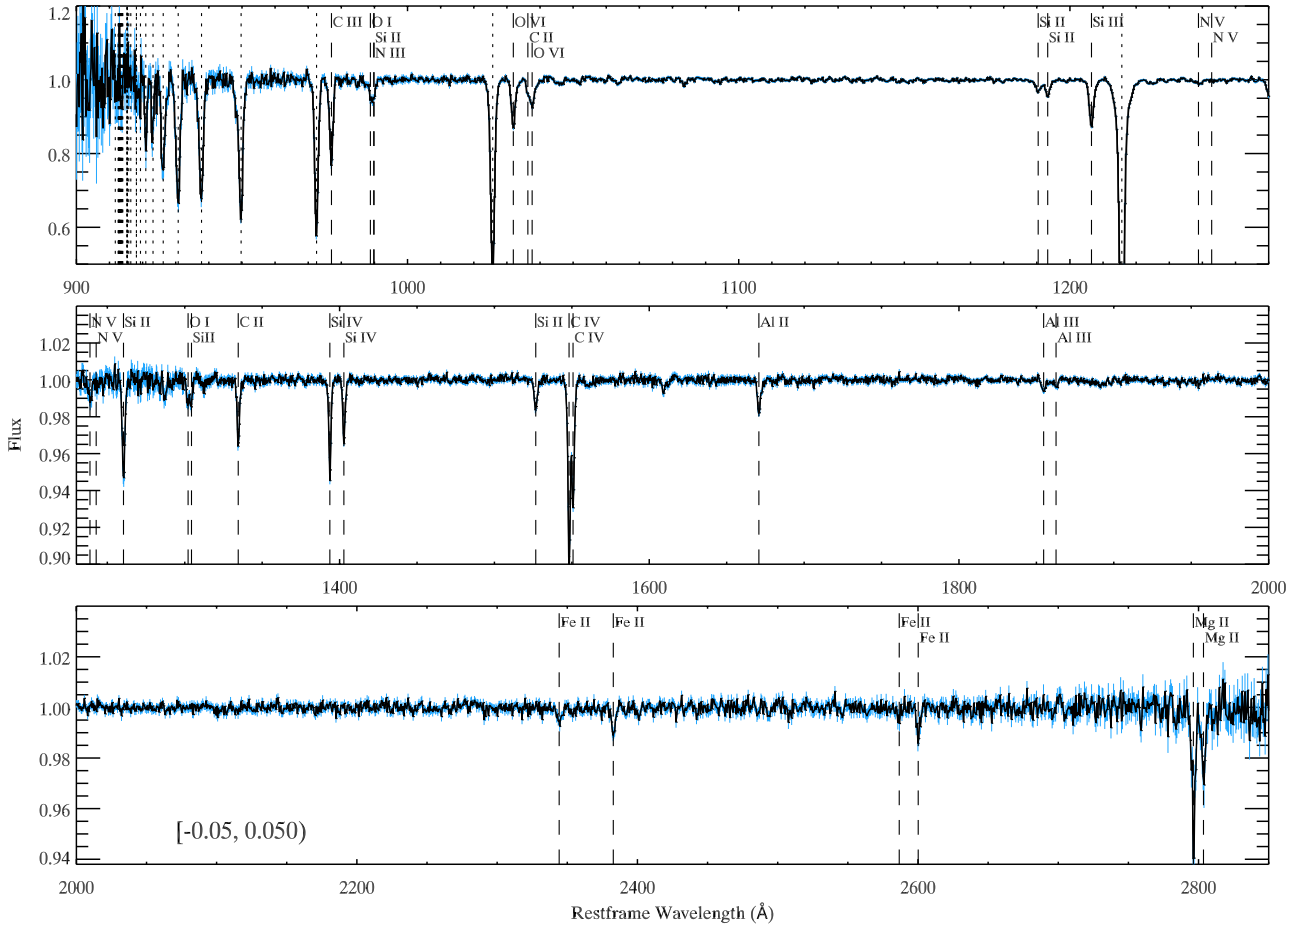 C III O I O VI Si II Si III N V
Si II C II Si II N V
N III O VI
1.2
1.0
0.8
0.6
900 1000 1100 1200
N V Si II O I C II Si IV Si II C IV Al II Al III
N V SiII Si IV C IV Al III
1.02
1.00
0.98
0.96
0.94
0.92
0.90
Flux
1400 1600 1800 2000
Fe II Fe II Fe II Mg II
Fe II Mg II
1.02
1.00
0.98
0.96
0.94
[-0.05, 0.050)
2000 2200 2400 2600 2800
Restframe Wavelength (Å)